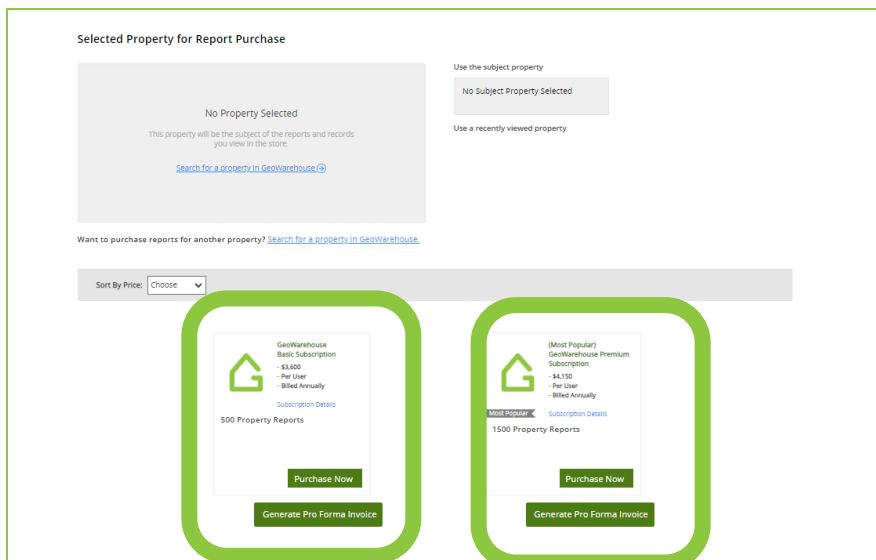 Selected Property for Report Purchase
No Property Selected
This property will be the subject of the reports and records
you view in the store.
Search for a property in GeoWarehouse
Want to purchase reports for another property? Search for a property in GeoWarehouse.
Use the subject property
No Subject Property Selected
Use a recently viewed property
Sort By Price: Choose
GeoWarehouse
Basic Subscription
- $3,600
- Per User
- Billed Annually
Subscription Details
500 Property Reports
Purchase Now
Generate Pro Forma Invoice
(Most Popular)
GeoWarehouse Premium
Subscription
- $4,150
- Per User
- Billed Annually
Most Popular
Subscription Details
1500 Property Reports
Purchase Now
Generate Pro Forma Invoice